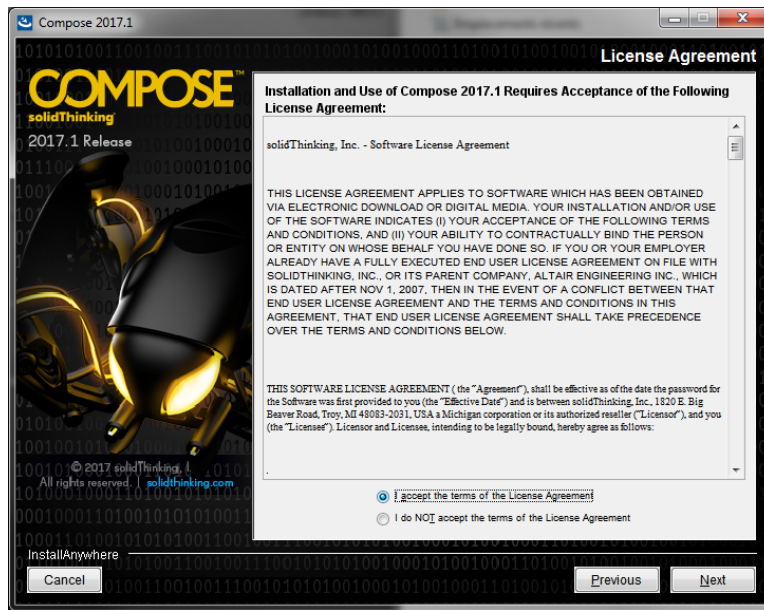 Compose 2017.1
License Agreement
COMPOSE™
solidThinking
2017.1 Release
Installation and Use of Compose 2017.1 Requires Acceptance of the Following
License Agreement:
solidThinking, Inc. - Software License Agreement
THIS LICENSE AGREEMENT APPLIES TO SOFTWARE WHICH HAS BEEN OBTAINED
VIA ELECTRONIC DOWNLOAD OR DIGITAL MEDIA. YOUR INSTALLATION AND/OR USE
OF THE SOFTWARE INDICATES (I) YOUR ACCEPTANCE OF THE FOLLOWING TERMS
AND CONDITIONS, AND (II) YOUR ABILITY TO CONTRACTUALLY BIND THE PERSON
OR ENTITY ON WHOSE BEHALF YOU HAVE DONE SO. IF YOU OR YOUR EMPLOYER
ALREADY HAVE A FULLY EXECUTED END USER LICENSE AGREEMENT ON FILE WITH
SOLIDTHINKING, INC., OR ITS PARENT COMPANY, ALTAIR ENGINEERING INC., WHICH
IS DATED AFTER NOV 1, 2007, THEN IN THE EVENT OF A CONFLICT BETWEEN THAT
END USER LICENSE AGREEMENT AND THE TERMS AND CONDITIONS IN THIS
AGREEMENT, THAT END USER LICENSE AGREEMENT SHALL TAKE PRECEDENCE
OVER THE TERMS AND CONDITIONS BELOW.
THIS SOFTWARE LICENSE AGREEMENT ( the "Agreement"), shall be effective as of the date the password for
the Software was first provided to you (the "Effective Date") and is between solidThinking, Inc., 1820 E. Big
Beaver Road, Troy, MI 48083-2031, USA a Michigan corporation or its authorized reseller ("Licensor"), and you
(the "Licensee"). Licensor and Licensee, intending to be legally bound, hereby agree as follows:
.
© 2017 solidThinking, I.
All rights reserved. | solidthinking.com
I accept the terms of the License Agreement
I do NOT accept the terms of the License Agreement
InstallAnywhere
Cancel
Previous
Next